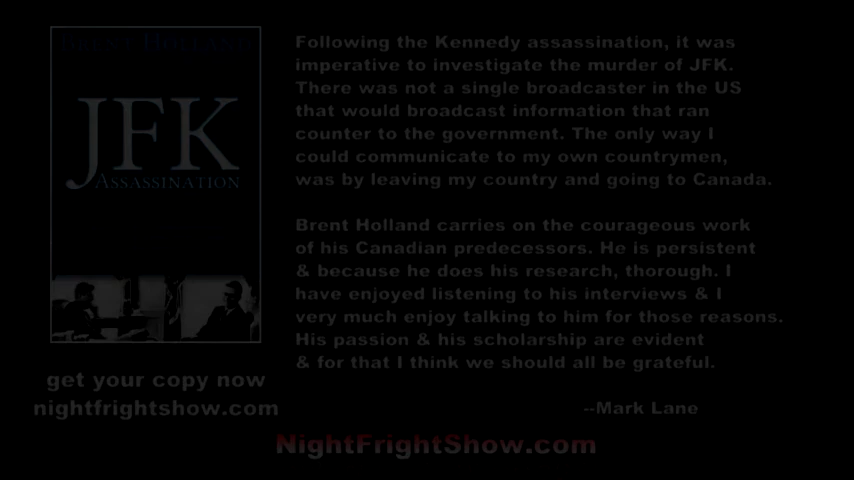 BRENT HOLLAND
JFK
ASSASSINATION
get your copy now
nightfrightshow.com
Following the Kennedy assassination, it was
imperative to investigate the murder of JFK.
There was not a single broadcaster in the US
that would broadcast information that ran
counter to the government. The only way I
could communicate to my own countrymen,
was by leaving my country and going to Canada.
Brent Holland carries on the courageous work
of his Canadian predecessors. He is persistent
& because he does his research, thorough. I
have enjoyed listening to his interviews & I
very much enjoy talking to him for those reasons.
His passion & his scholarship are evident
& for that I think we should all be grateful.
--Mark Lane
NightFrightShow.com